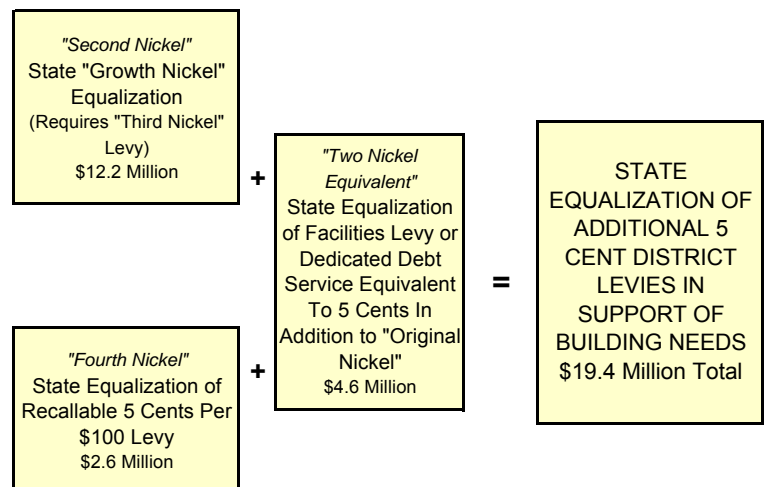 "Second Nickel"
State "Growth Nickel"
Equalization
(Requires "Third Nickel"
Levy)
$12.2 Million
+
"Fourth Nickel"
State Equalization of
Recallable 5 Cents Per
$100 Levy
$2.6 Million
+
"Two Nickel
Equivalent"
State Equalization
of Facilities Levy or
Dedicated Debt
Service Equivalent
To 5 Cents In
Addition to "Original
Nickel"
$4.6 Million
=
STATE
EQUALIZATION OF
ADDITIONAL 5
CENT DISTRICT
LEVIES IN
SUPPORT OF
BUILDING NEEDS
$19.4 Million Total